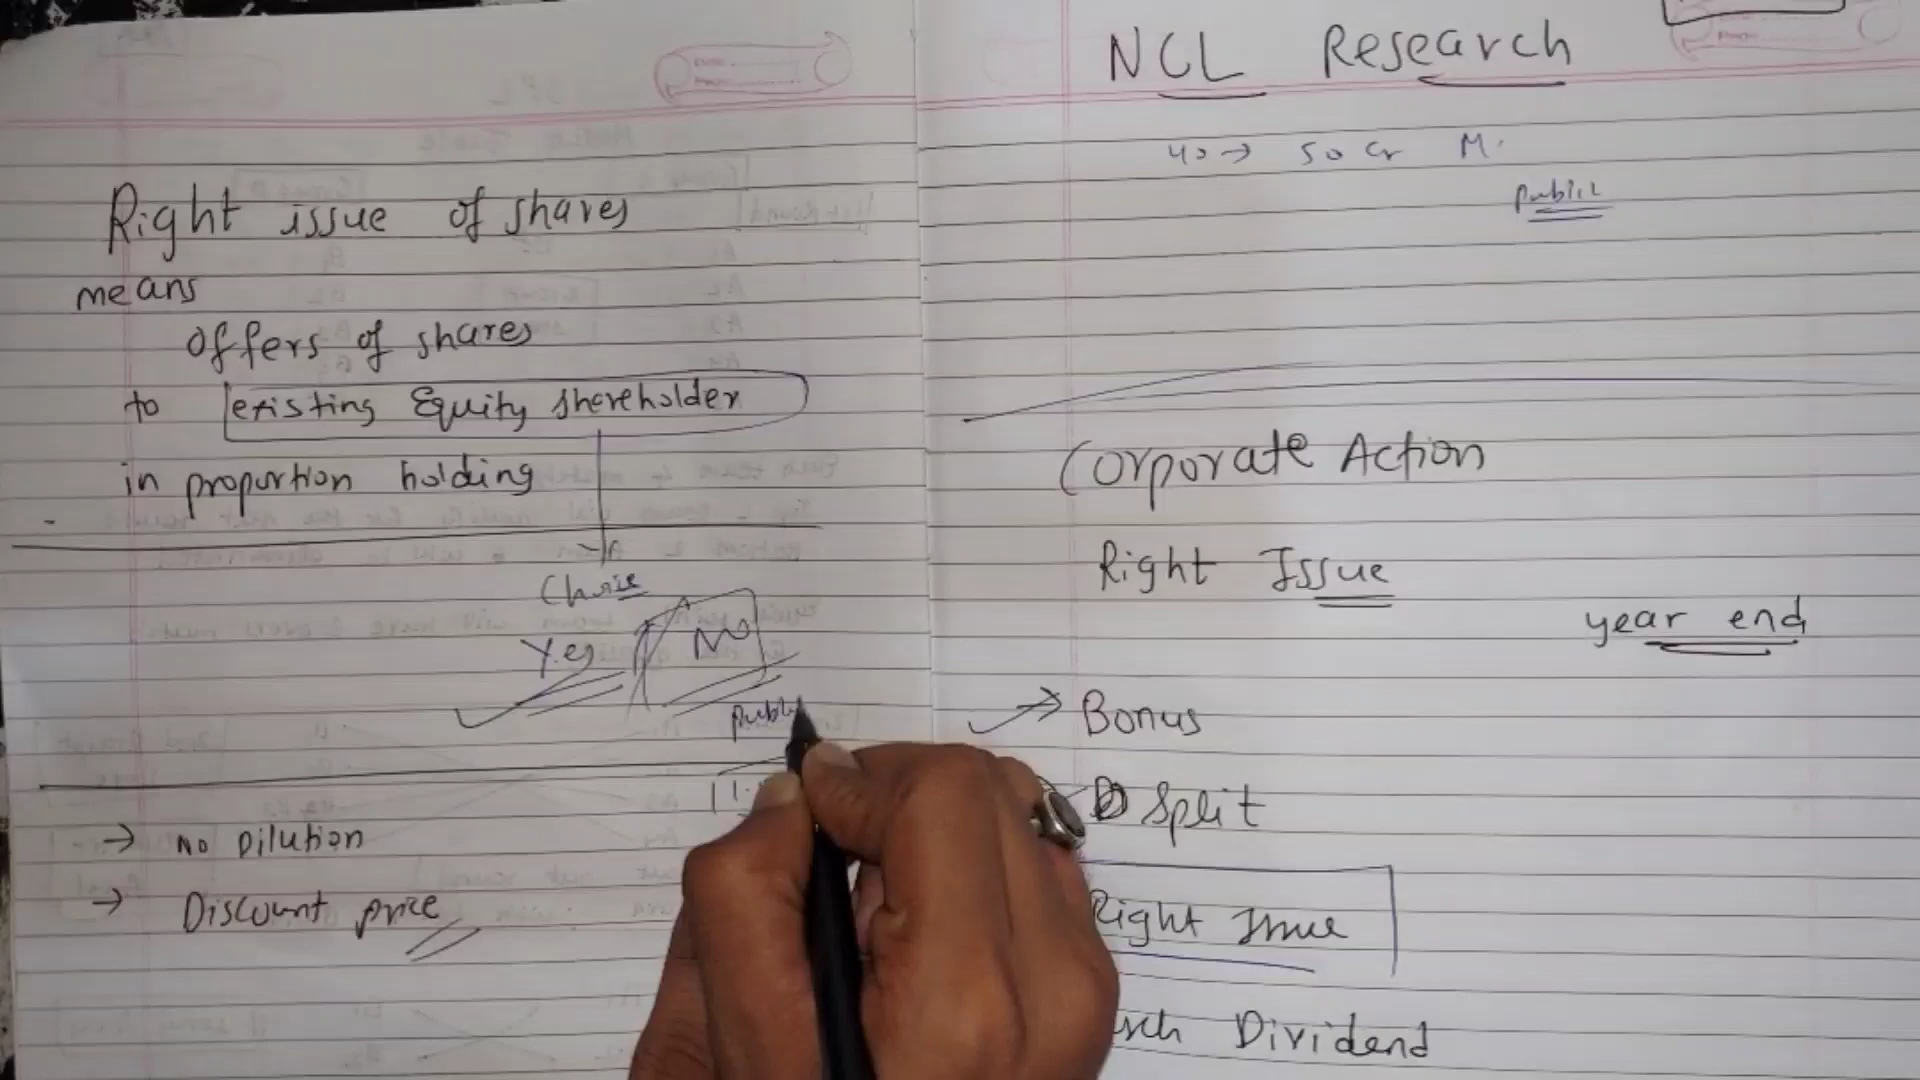 Right issue of shares
means
offers of shares
to existing Equity shareholder
in proportion holding
Choice
Yes No
Publi
→ No Dilution
→ Discount price
NCL Research
40 → 50 Cr M.
Public
Corporate Action
Right Issue
year end
→ Bonus
Split
Right Issue
Dividend